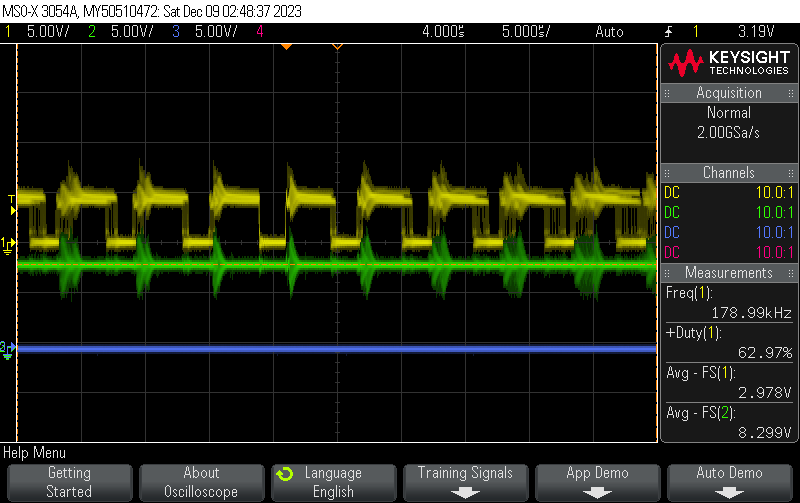 MSO-X 3054A, MY50510472: Sat Dec 09 02:48:37 2023
1 5.00V/ 2 5.00V/ 3 5.00V/ 4 4.000s/ 5.000s/ Auto 1 3.19V
KEYSIGHT
TECHNOLOGIES
Acquisition
Normal
2.00GSa/s
Channels
DC 10.0:1
DC 10.0:1
DC 10.0:1
DC 10.0:1
Measurements
Freq(1):
178.99kHz
+Duty(1):
62.97%
Avg - FS(1):
2.978V
Avg - FS(2):
8.299V
T
1
2
Help Menu
Getting Started
About Oscilloscope
Language English
Training Signals
App Demo
Auto Demo